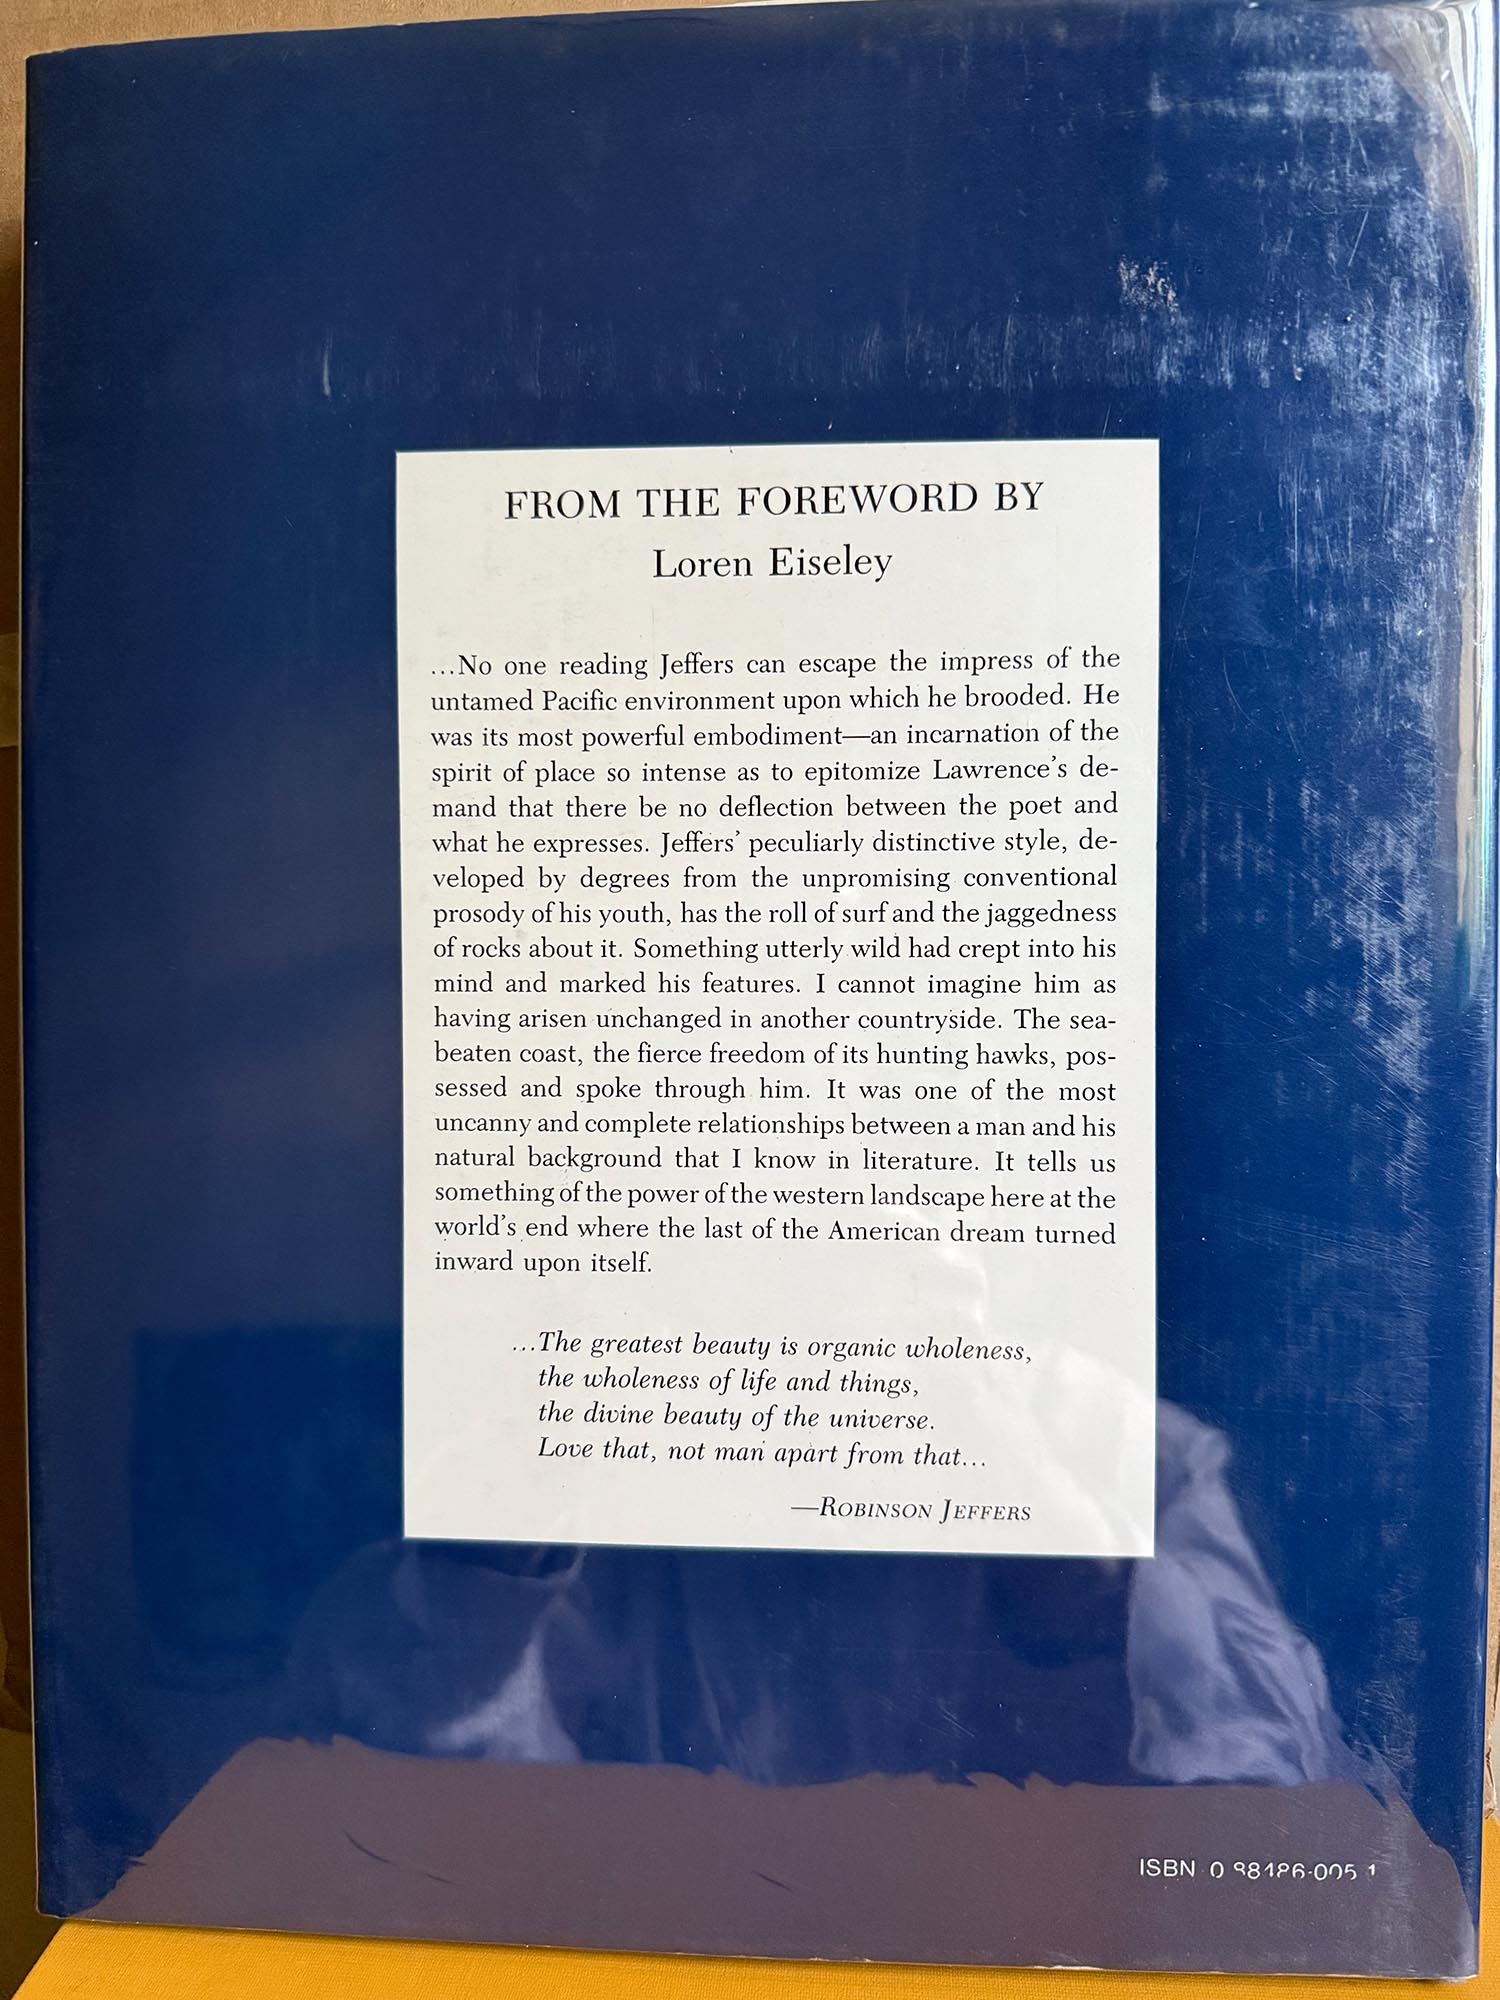 FROM THE FOREWORD BY
Loren Eiseley
...No one reading Jeffers can escape the impress of the
untamed Pacific environment upon which he brooded. He
was its most powerful embodiment—an incarnation of the
spirit of place so intense as to epitomize Lawrence's de-
mand that there be no deflection between the poet and
what he expresses. Jeffers' peculiarly distinctive style, de-
veloped by degrees from the unpromising conventional
prosody of his youth, has the roll of surf and the jaggedness
of rocks about it. Something utterly wild had crept into his
mind and marked his features. I cannot imagine him as
having arisen unchanged in another countryside. The sea-
beaten coast, the fierce freedom of its hunting hawks, pos-
sessed and spoke through him. It was one of the most
uncanny and complete relationships between a man and his
natural background that I know in literature. It tells us
something of the power of the western landscape here at the
world's end where the last of the American dream turned
inward upon itself.
...The greatest beauty is organic wholeness,
the wholeness of life and things,
the divine beauty of the universe.
Love that, not man apart from that...
—ROBINSON JEFFERS
ISBN 0